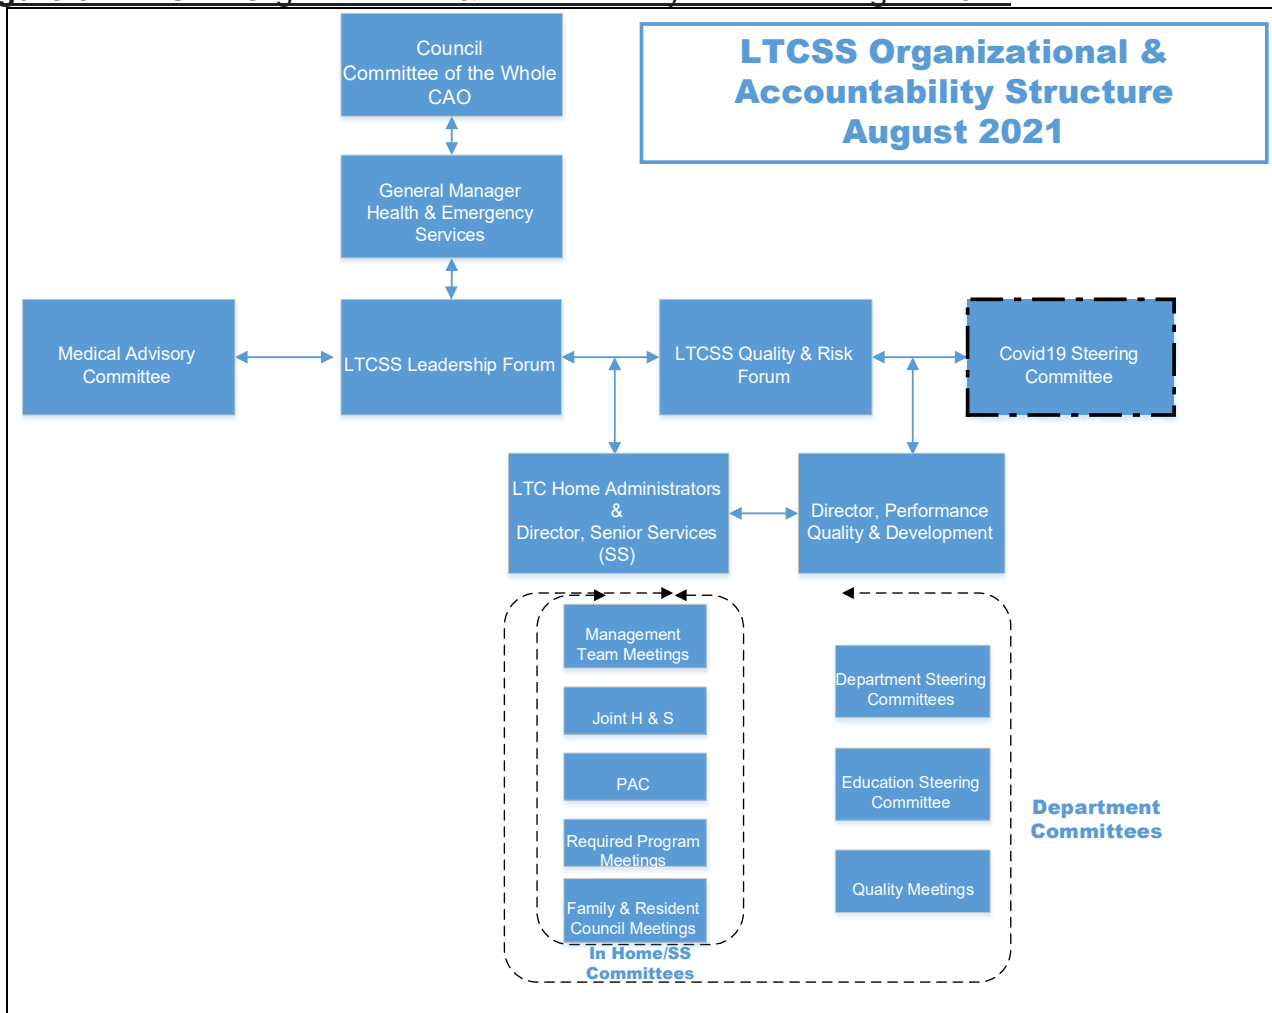 LTCSS Organizational &
Accountability Structure
August 2021
Council
Committee of the Whole
CAO
General Manager
Health & Emergency
Services
Medical Advisory
Committee
LTCSS Leadership Forum
LTCSS Quality & Risk
Forum
Covid19 Steering
Committee
LTC Home Administrators
&
Director, Senior Services
(SS)
Director, Performance
Quality & Development
Management
Team Meetings
Joint H & S
PAC
Required Program
Meetings
Family & Resident
Council Meetings
In Home/SS
Committees
Department Steering
Committees
Education Steering
Committee
Quality Meetings
Department
Committees